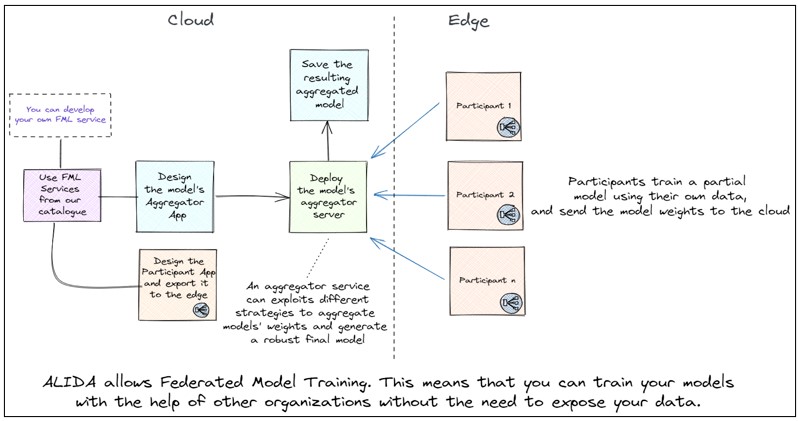 Cloud
Edge
Save the
resulting
aggregated
model
You can develop
your own FML service
Use FML
Services
from our
catalogue
Design
the model's
Aggregator
App
Deploy
the model's
aggregator
server
Design the
Participant App
and export it
to the edge
An aggregator service
can exploits different
strategies to aggregate
models' weights and generate
a robust final model
Participant 1
Participant 2
Participant n
Participants train a partial
model using their own data,
and send the model weights to the cloud
ALIDA allows Federated Model Training. This means that you can train your models
with the help of other organizations without the need to expose your data.